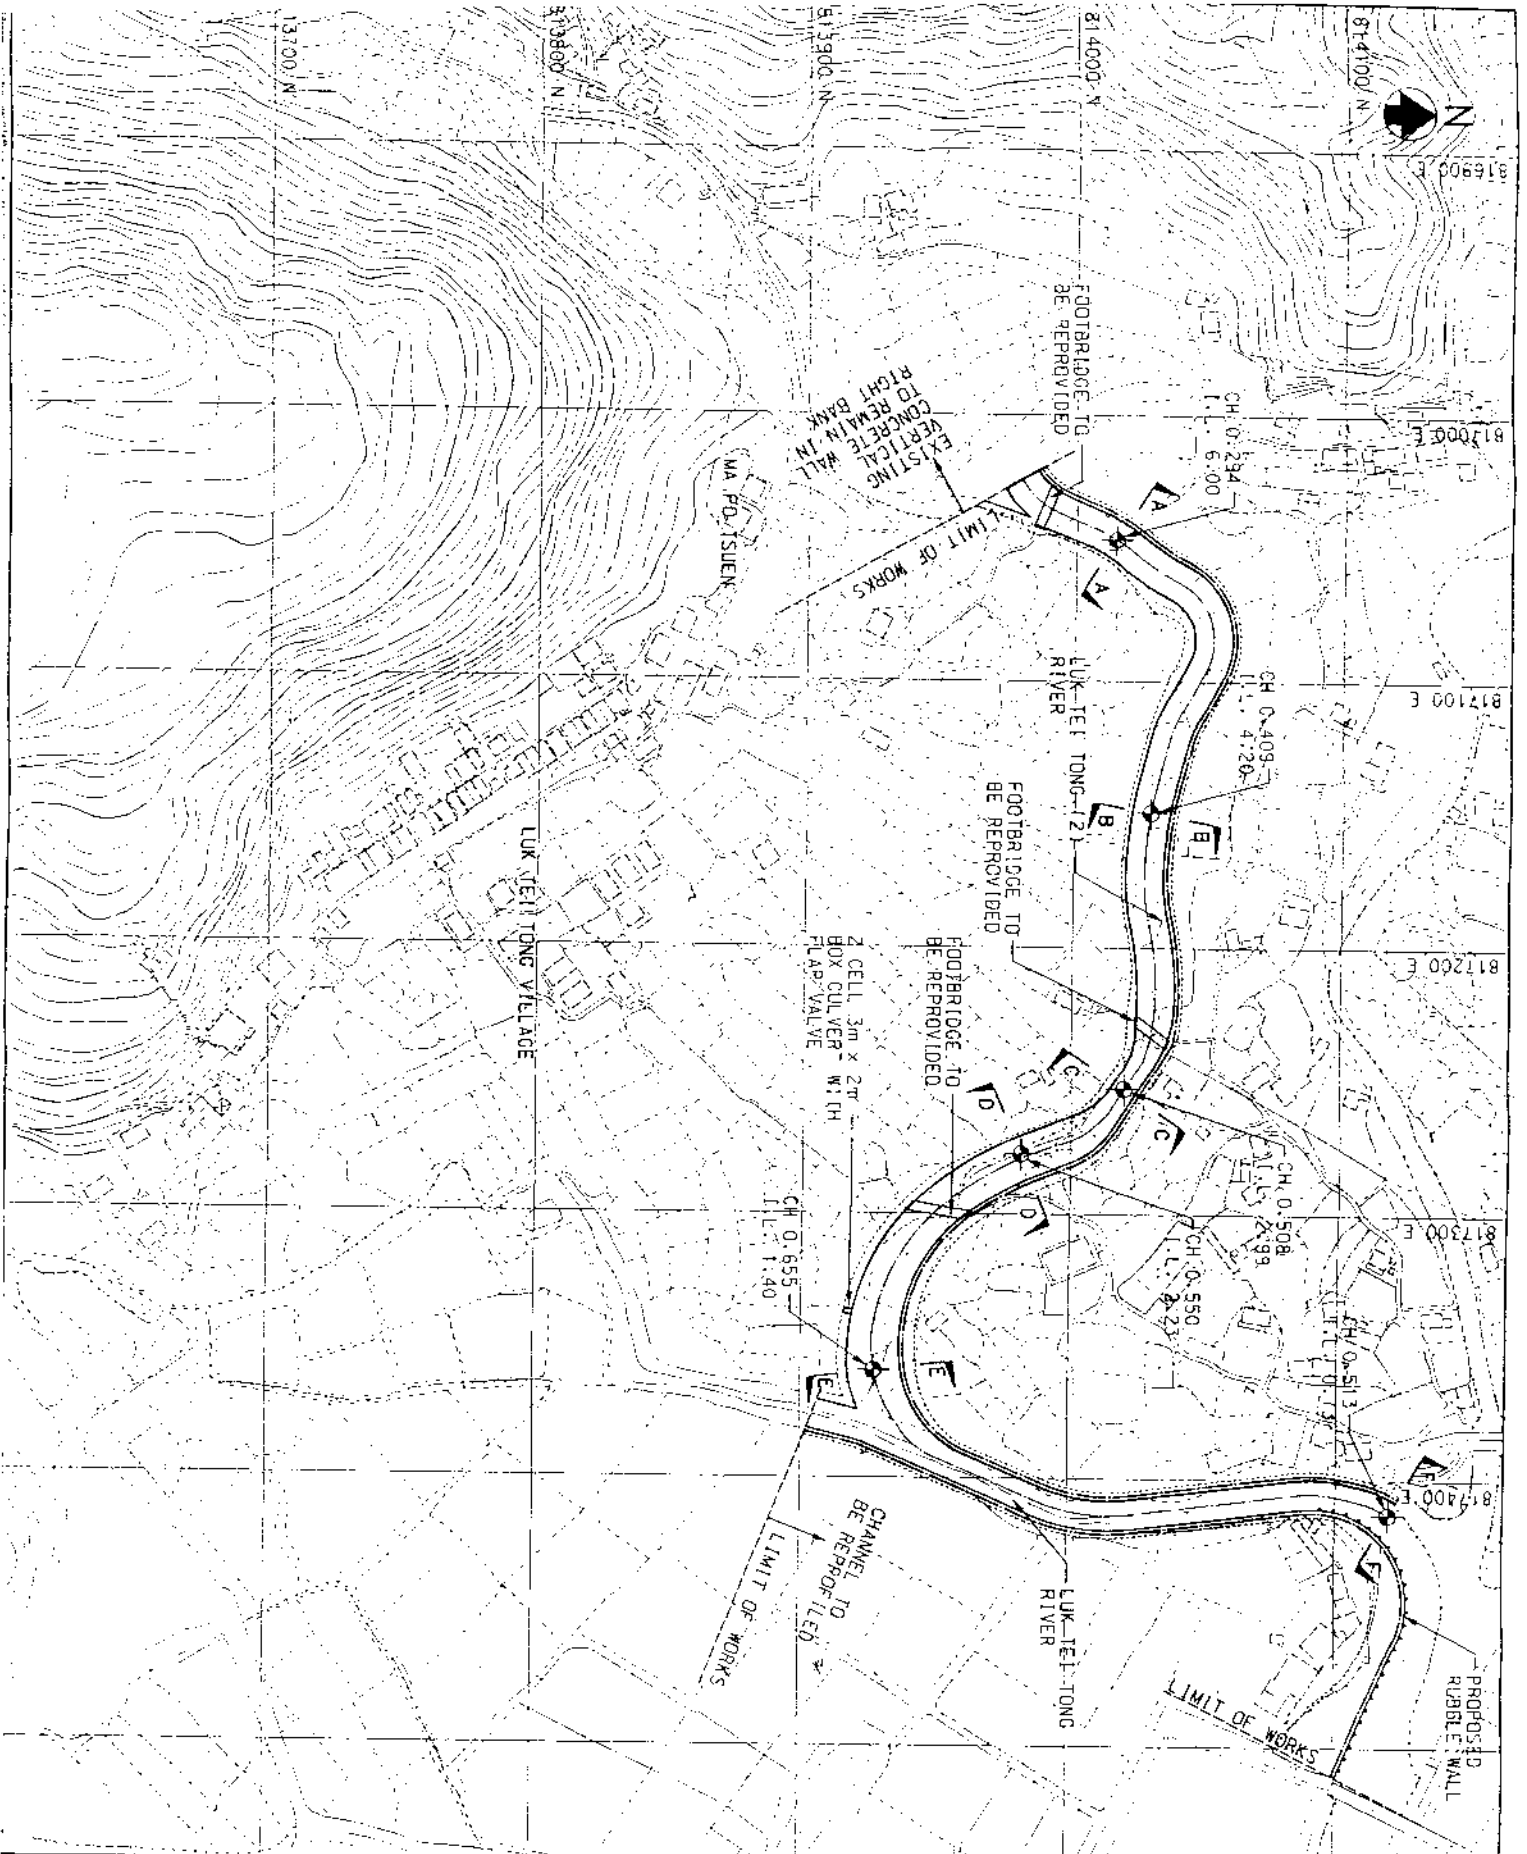 N
814100 N
814000 N
813900 N
813800 N
13700 N
816900 E
817000 E
817100 E
817200 E
817300 E
817400 E
FOOTBRIDGE TO
BE REPROVIDED
CH 0.294
I.L. 6.00
EXISTING
VERTICAL
CONCRETE WALL
TO REMAIN IN
RIGHT BANK
LIMIT OF WORKS
A
A
MA PO TSUEN
LUK TEI TONG (2)
RIVER
CH 0.409
I.L. 4.20
B
B
FOOTBRIDGE TO
BE REPROVIDED
FOOTBRIDGE TO
BE REPROVIDED
2 CELL 3m x 2m
BOX CULVERT WITH
FLAP VALVE
LUK TEI TONG VILLAGE
C
C
D
D
CH 0.508
I.L. 2.99
CH 0.550
I.L. 2.23
CH 0.655
I.L. 1.40
CH 0.513
E
E
F
F
CHANNEL TO
BE REPROFILED
LIMIT OF WORKS
LUK TEI TONG
RIVER
LIMIT OF WORKS
PROPOSED
RUBBLE WALL